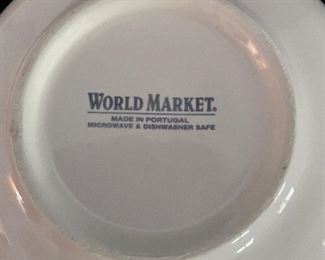 WORLD MARKET.
MADE IN PORTUGAL
MICROWAVE & DISHWASHER SAFE